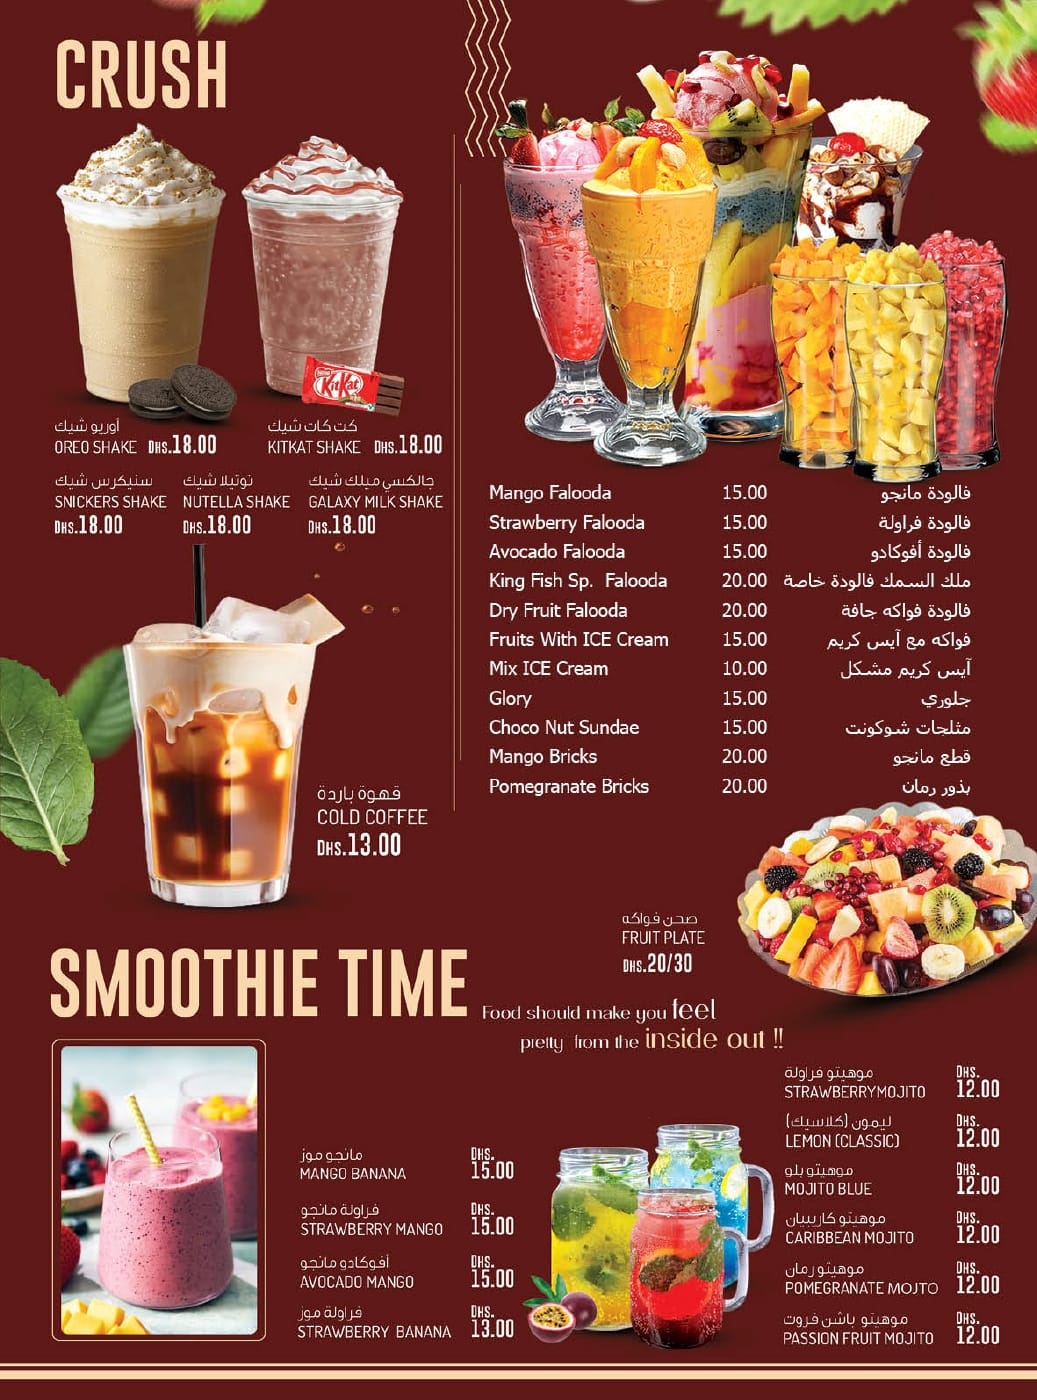 CRUSH
KitKat
أوريو شيك
OREO SHAKE DHS.18.00
كت كات شيك
KITKAT SHAKE DHS.18.00
سنيكرس شيك
SNICKERS SHAKE
DHS.18.00
نوتيلا شيك
NUTELLA SHAKE
DHS.18.00
جالكسي ميلك شيك
GALAXY MILK SHAKE
DHS.18.00
قهوة باردة
COLD COFFEE
DHS.13.00
Mango Falooda 15.00 فالودة مانجو
Strawberry Falooda 15.00 فالودة فراولة
Avocado Falooda 15.00 فالودة أفوكادو
King Fish Sp. Falooda 20.00 ملك السمك فالودة خاصة
Dry Fruit Falooda 20.00 فالودة فواكه جافة
Fruits With ICE Cream 15.00 فواكه مع آيس كريم
Mix ICE Cream 10.00 آيس كريم مشكل
Glory 15.00 جلوري
Choco Nut Sundae 15.00 مثلجات شوكونت
Mango Bricks 20.00 قطع مانجو
Pomegranate Bricks 20.00 بذور رمان
صحن فواكه
FRUIT PLATE
DHS.20/30
SMOOTHIE TIME
Food should make you feel
pretty from the inside out !!
مانجو موز
MANGO BANANA
DHS.
15.00
فراولة مانجو
STRAWBERRY MANGO
DHS.
15.00
أفوكادو مانجو
AVOCADO MANGO
DHS.
15.00
فراولة موز
STRAWBERRY BANANA
DHS.
13.00
موهيتو فراولة
STRAWBERRYMOJITO
DHS.
12.00
ليمون (كلاسيك)
LEMON (CLASSIC)
DHS.
12.00
موهيتو بلو
MOJITO BLUE
DHS.
12.00
موهيتو كاريبيان
CARIBBEAN MOJITO
DHS.
12.00
موهيتو رمان
POMEGRANATE MOJTO
DHS.
12.00
موهيتو باشن فروت
PASSION FRUIT MOJITO
DHS.
12.00